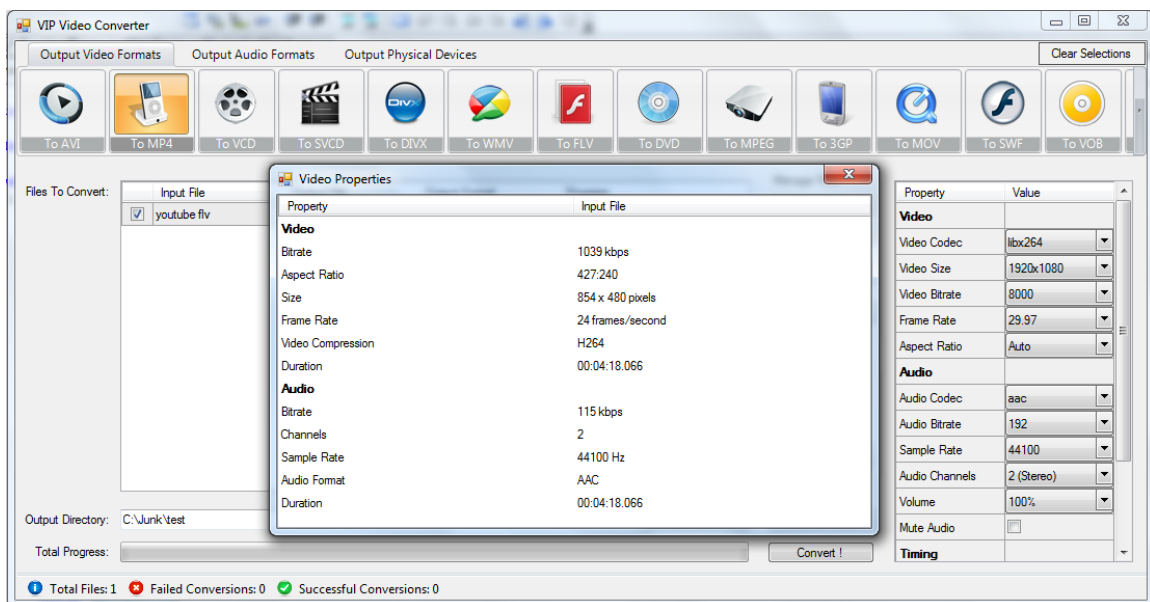 VIP Video Converter
Output Video Formats Output Audio Formats Output Physical Devices Clear Selections
DIVX
To AVI To MP4 To VCD To SVCD To DIVX To WMV To FLV To DVD To MPEG To 3GP To MOV To SWF To VOB
Files To Convert:
Input File
youtube flv
Video Properties
Property Input File
Video
Bitrate 1039 kbps
Aspect Ratio 427:240
Size 854 x 480 pixels
Frame Rate 24 frames/second
Video Compression H264
Duration 00:04:18.066
Audio
Bitrate 115 kbps
Channels 2
Sample Rate 44100 Hz
Audio Format AAC
Duration 00:04:18.066
Property Value
Video
Video Codec libx264
Video Size 1920x1080
Video Bitrate 8000
Frame Rate 29.97
Aspect Ratio Auto
Audio
Audio Codec aac
Audio Bitrate 192
Sample Rate 44100
Audio Channels 2 (Stereo)
Volume 100%
Mute Audio
Timing
Output Directory: C:\Junk\test
Total Progress: Convert !
Total Files: 1 Failed Conversions: 0 Successful Conversions: 0